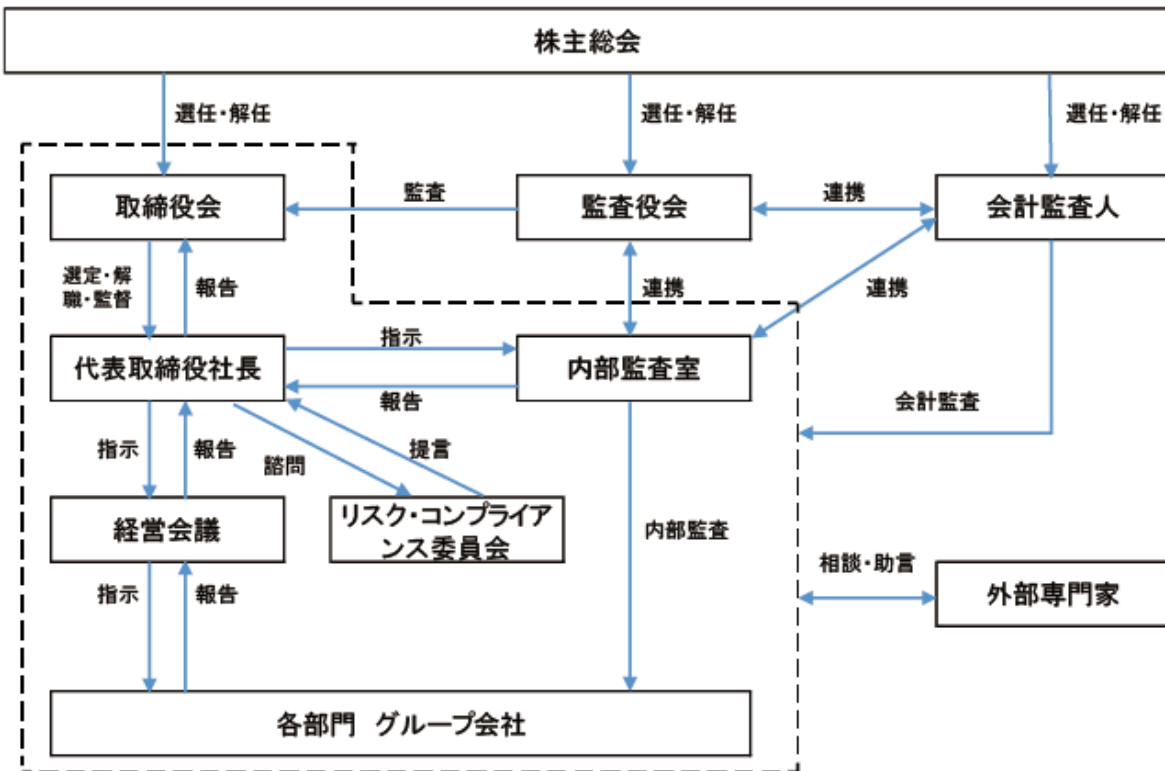 株主総会
選任・解任
選任・解任
選任・解任
取締役会
監査
監査役会
連携
会計監査人
選定・解
職・監督
報告
連携
連携
代表取締役社長
指示
内部監査室
報告
会計監査
指示
報告
諮問
提言
経営会議
リスク・コンプライア
ンス委員会
内部監査
指示
報告
相談・助言
外部専門家
各部門 グループ会社